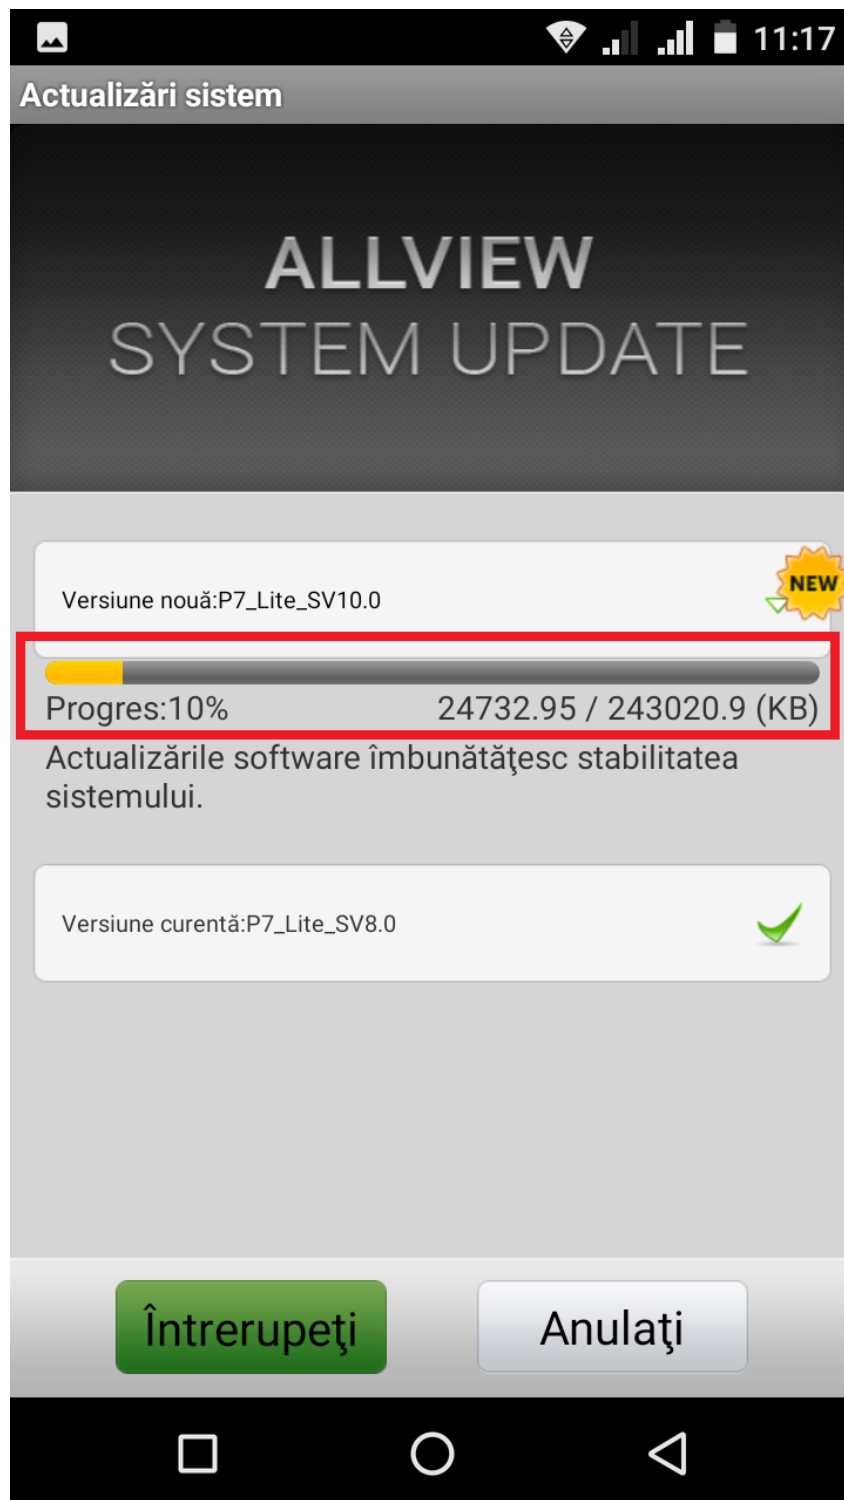 11:17
Actualizări sistem
ALLVIEW
SYSTEM UPDATE
Versiune nouă:P7_Lite_SV10.0
NEW
Progres:10% 24732.95 / 243020.9 (KB)
Actualizările software îmbunătăţesc stabilitatea
sistemului.
Versiune curentă:P7_Lite_SV8.0
Întrerupeţi Anulaţi